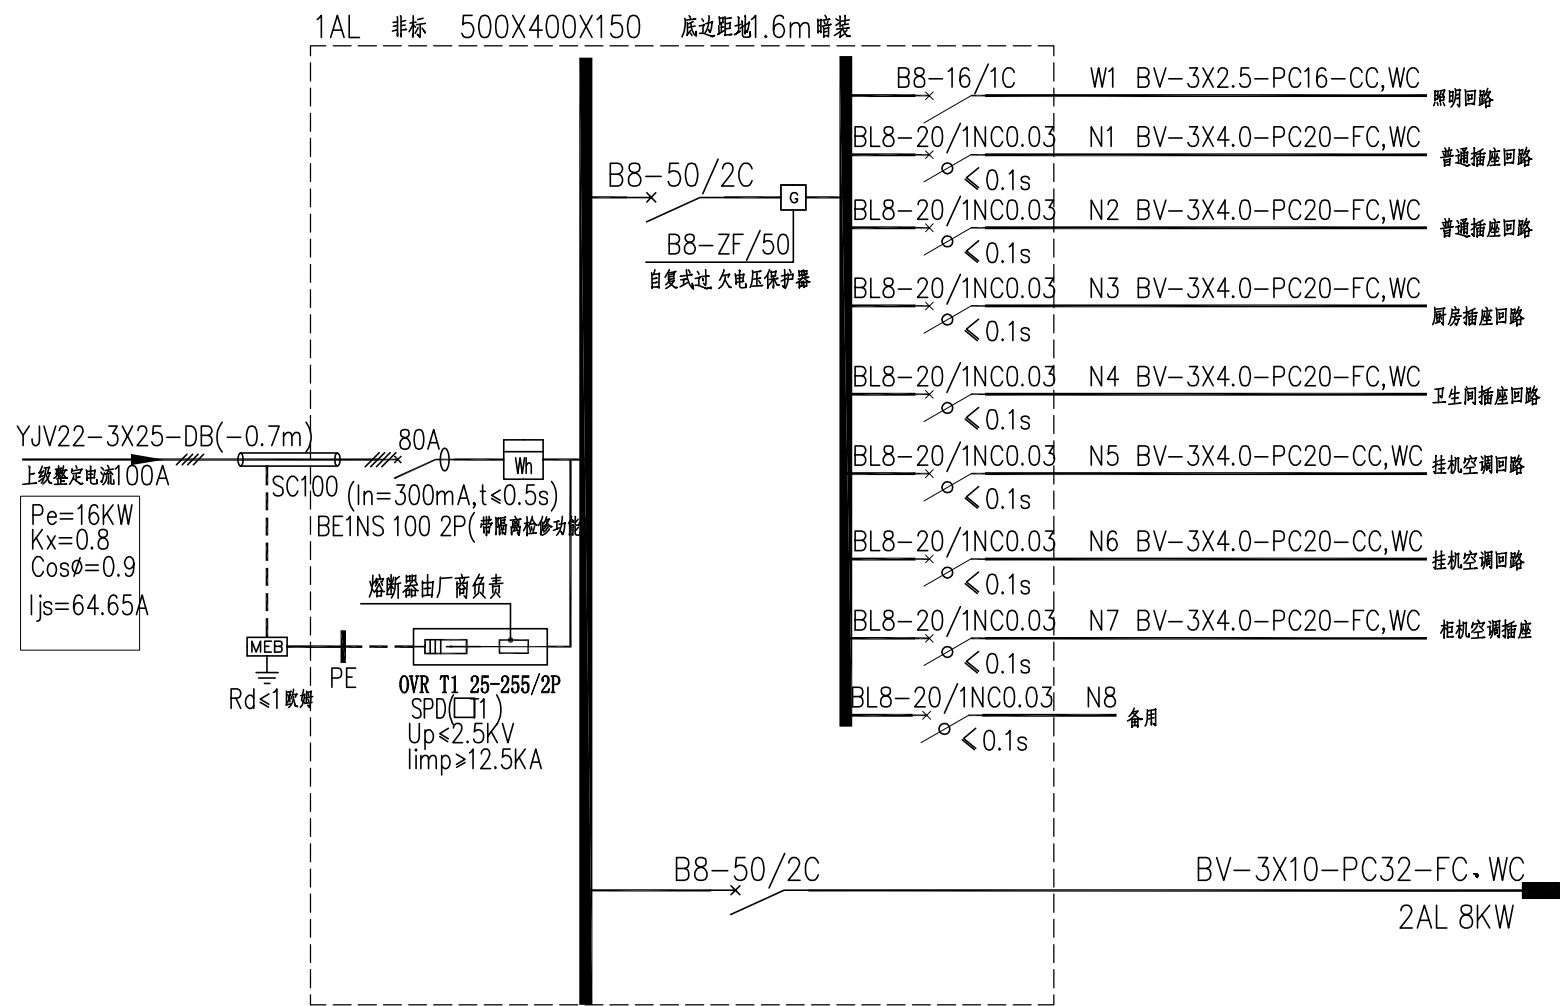 1AL 非标 500X400X150 底边距地1.6m暗装
B8-16/1C W1 BV-3X2.5-PC16-CC,WC
照明回路
BL8-20/1NC0.03 N1 BV-3X4.0-PC20-FC,WC
普通插座回路
≤0.1s
B8-50/2C
G
B8-ZF/50
自复式过 欠电压保护器
BL8-20/1NC0.03 N2 BV-3X4.0-PC20-FC,WC
普通插座回路
≤0.1s
BL8-20/1NC0.03 N3 BV-3X4.0-PC20-FC,WC
厨房插座回路
≤0.1s
BL8-20/1NC0.03 N4 BV-3X4.0-PC20-FC,WC
卫生间插座回路
≤0.1s
BL8-20/1NC0.03 N5 BV-3X4.0-PC20-CC,WC
挂机空调回路
≤0.1s
BL8-20/1NC0.03 N6 BV-3X4.0-PC20-CC,WC
挂机空调回路
≤0.1s
BL8-20/1NC0.03 N7 BV-3X4.0-PC20-FC,WC
柜机空调插座
≤0.1s
BL8-20/1NC0.03 N8
备用
≤0.1s
YJV22-3X25-DB(-0.7m)
上级整定电流100A
SC100
80A
Wh
(In=300mA,t≤0.5s)
BE1NS 100 2P(带隔离检修功能
Pe=16KW
Kx=0.8
Cosø=0.9
Ijs=64.65A
熔断器由厂商负责
MEB
PE
Rd≤1欧姆
OVR T1 25-255/2P
SPD(□T1)
Up≤2.5KV
Iimp≥12.5KA
B8-50/2C
BV-3X10-PC32-FC、WC
2AL 8KW